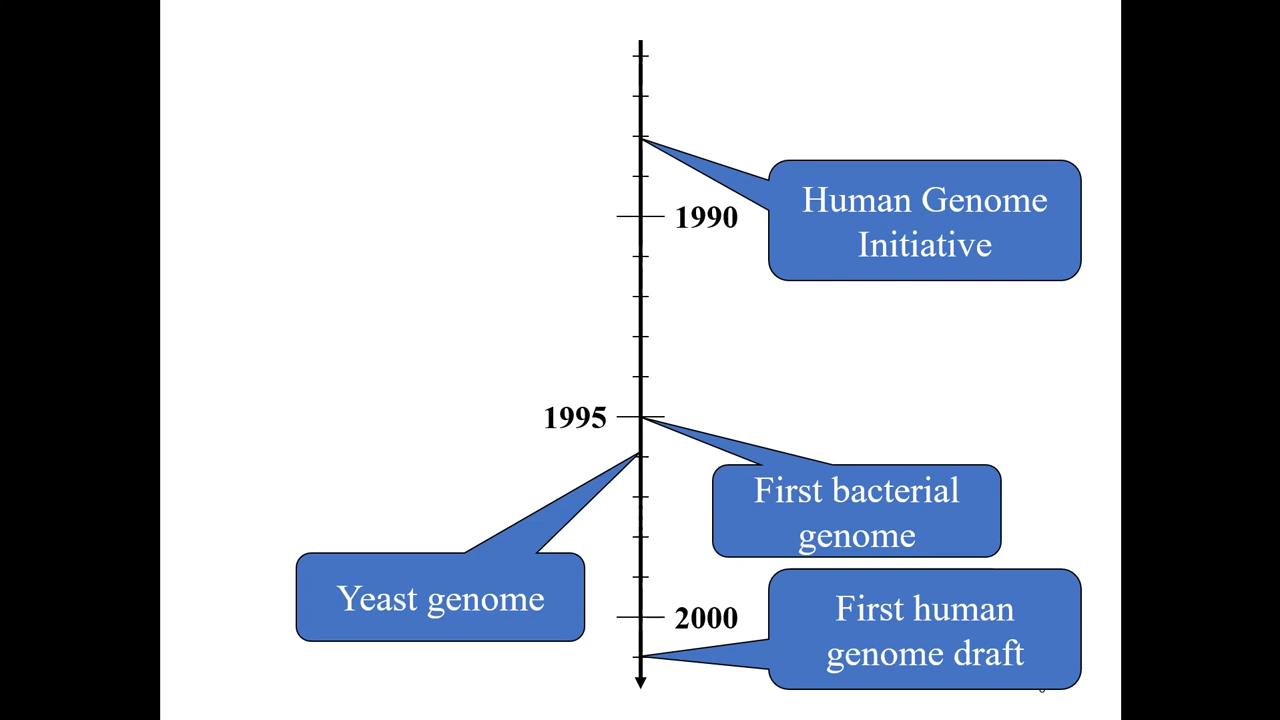 1990
Human Genome
Initiative
1995
First bacterial
genome
Yeast genome
2000
First human
genome draft